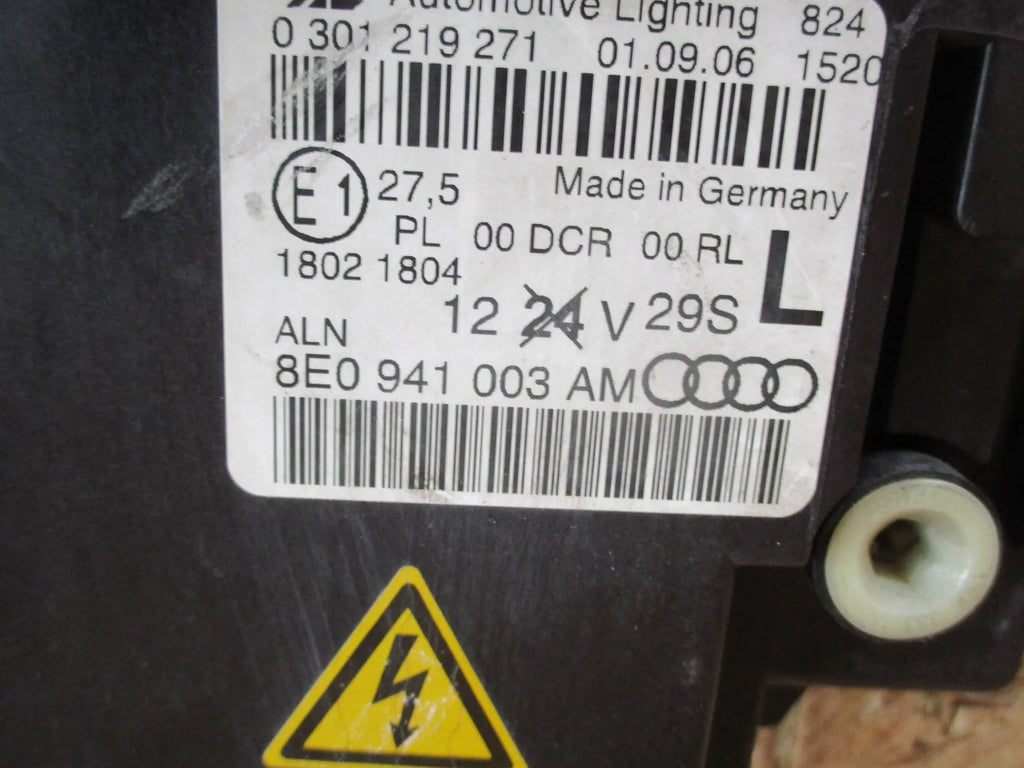 Automotive Lighting 824
0 301 219 271 01.09.06 1520
E1 27,5 Made in Germany
PL 00 DCR 00 RL L
1802 1804
12 24 V 29S
ALN
8E0 941 003 AM